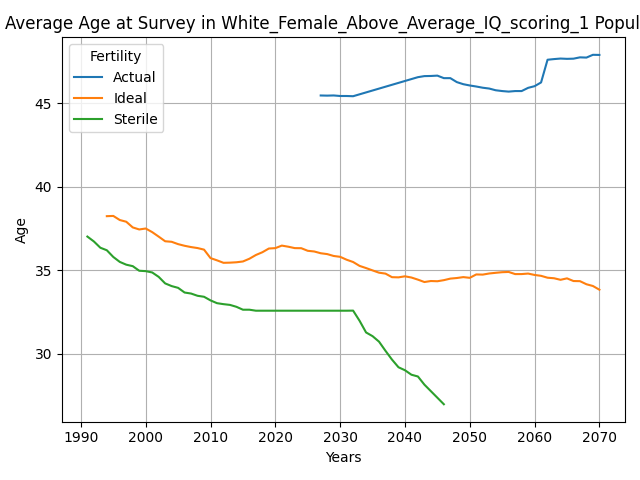 Average Age at Survey in White_Female_Above_Average_IQ_scoring_1 Popul
Fertility
Actual
Ideal
Sterile
45
40
35
30
Age
1990 2000 2010 2020 2030 2040 2050 2060 2070
Years